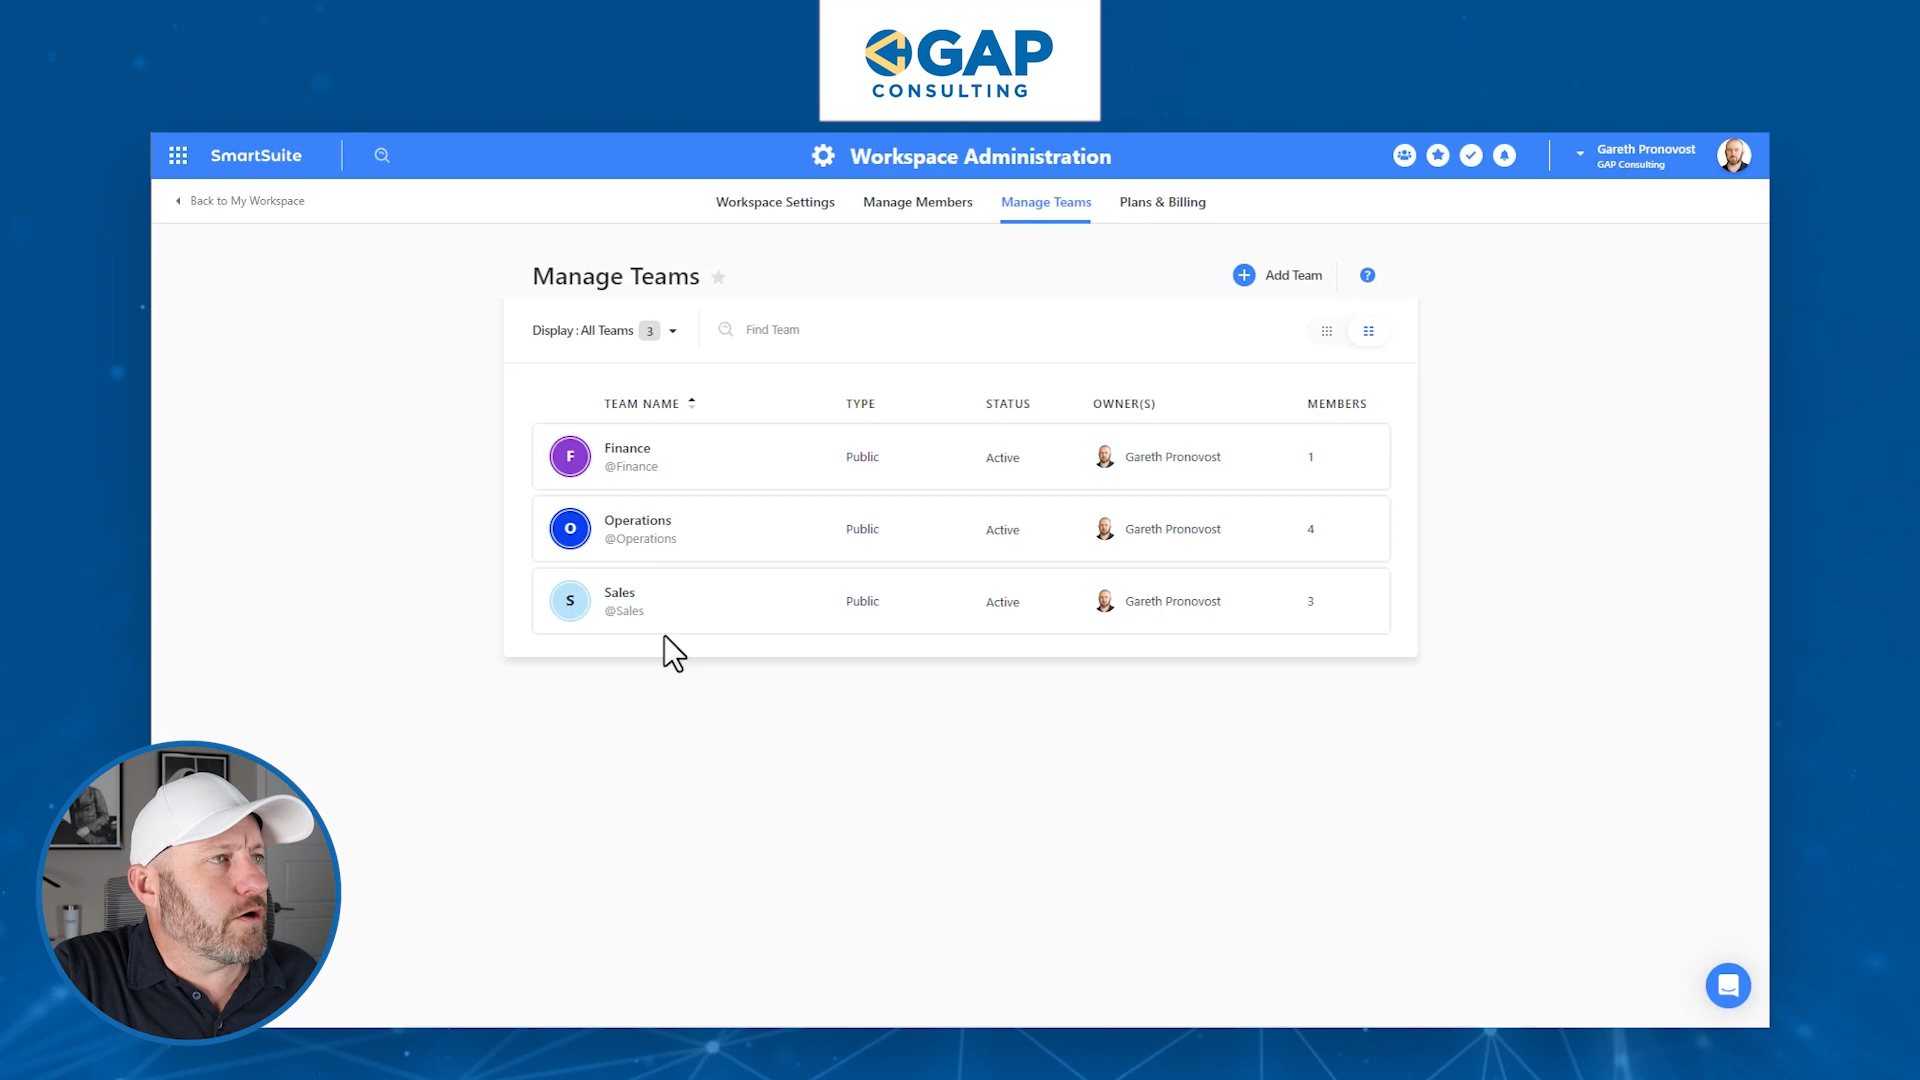 GAP
CONSULTING
SmartSuite
Workspace Administration
Gareth Pronovost
GAP Consulting
Back to My Workspace
Workspace Settings
Manage Members
Manage Teams
Plans & Billing
Manage Teams
Add Team
?
Display : All Teams 3
Find Team
TEAM NAME
TYPE
STATUS
OWNER(S)
MEMBERS
F
Finance
@Finance
Public
Active
Gareth Pronovost
1
O
Operations
@Operations
Public
Active
Gareth Pronovost
4
S
Sales
@Sales
Public
Active
Gareth Pronovost
3